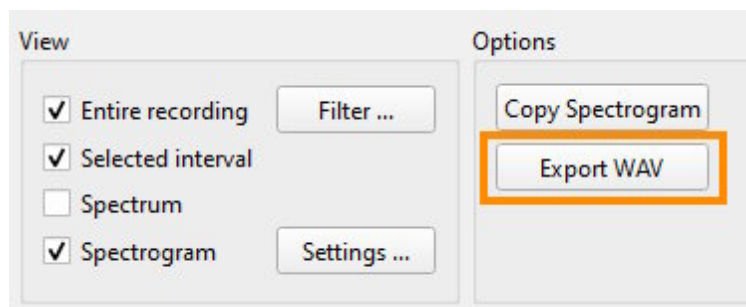 View
Entire recording
Filter ...
Selected interval
Spectrum
Spectrogram
Settings ...
Options
Copy Spectrogram
Export WAV